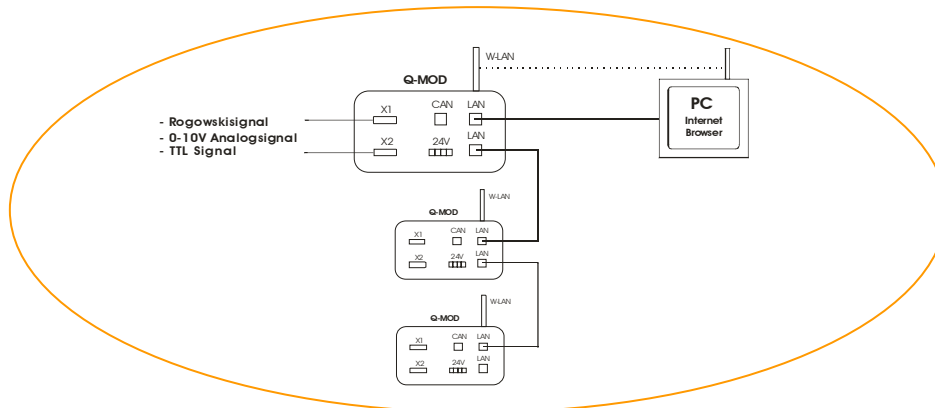 W-LAN
Q-MOD
X1 CAN LAN
PC
Internet
Browser
- Rogowskisignal
- 0-10V Analogsignal
- TTL Signal
X2 24V LAN
W-LAN
Q-MOD
X1 CAN LAN
X2 24V LAN
W-LAN
Q-MOD
X1 CAN LAN
X2 24V LAN